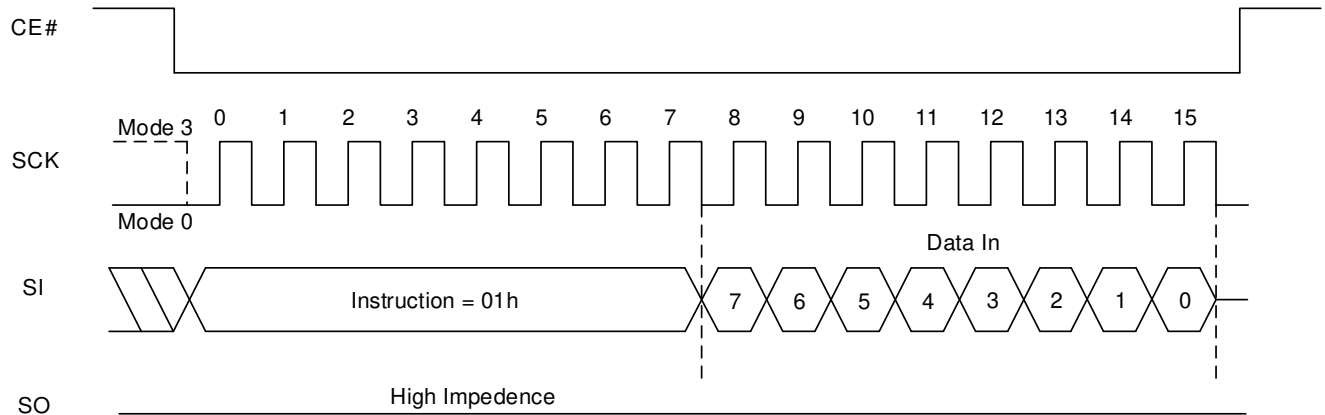 CE#
Mode 3
0 1 2 3 4 5 6 7 8 9 10 11 12 13 14 15
SCK
Mode 0
Data In
SI
Instruction = 01h
7 6 5 4 3 2 1 0
High Impedence
SO